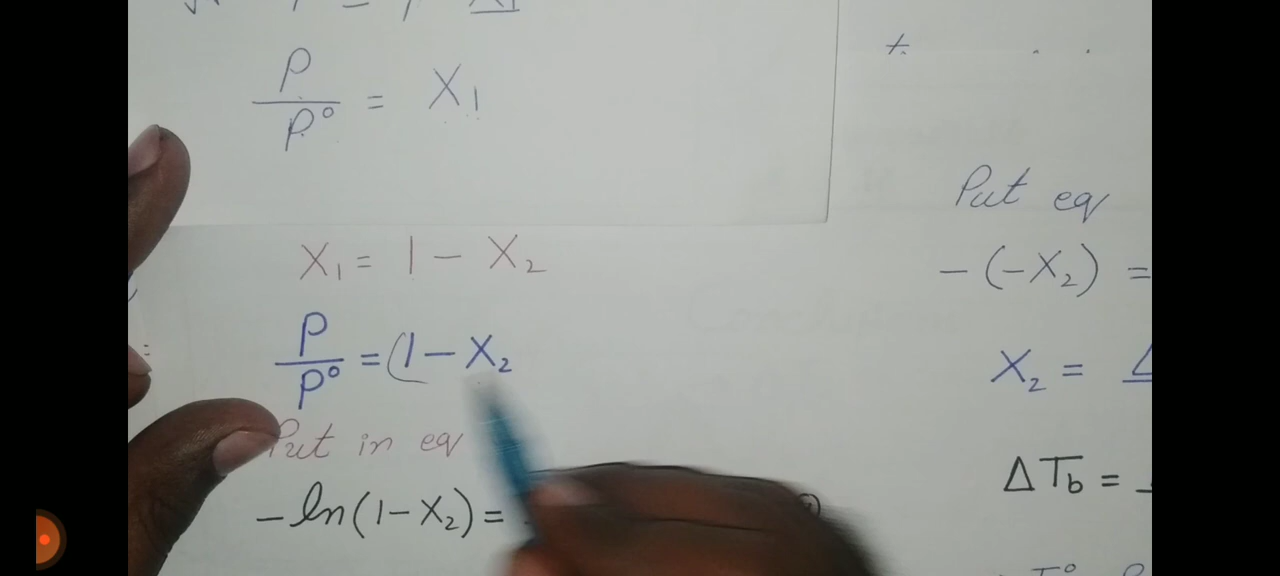 P/P° = X₁
X₁ = 1 − X₂
P/P° = (1 − X₂
Put in eq
−ln(1−X₂) =
Put eq
−(−X₂) =
X₂ =
ΔT_b =